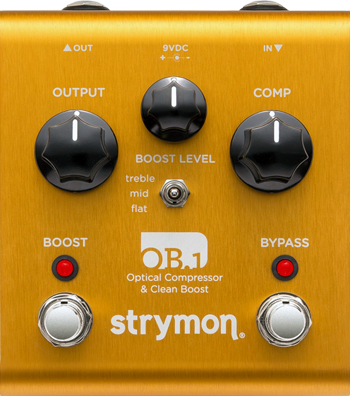 ▲OUT 9VDC IN▼
+ -
OUTPUT COMP
BOOST LEVEL
treble
mid
flat
BOOST BYPASS
OB.1
Optical Compressor
& Clean Boost
strymon®